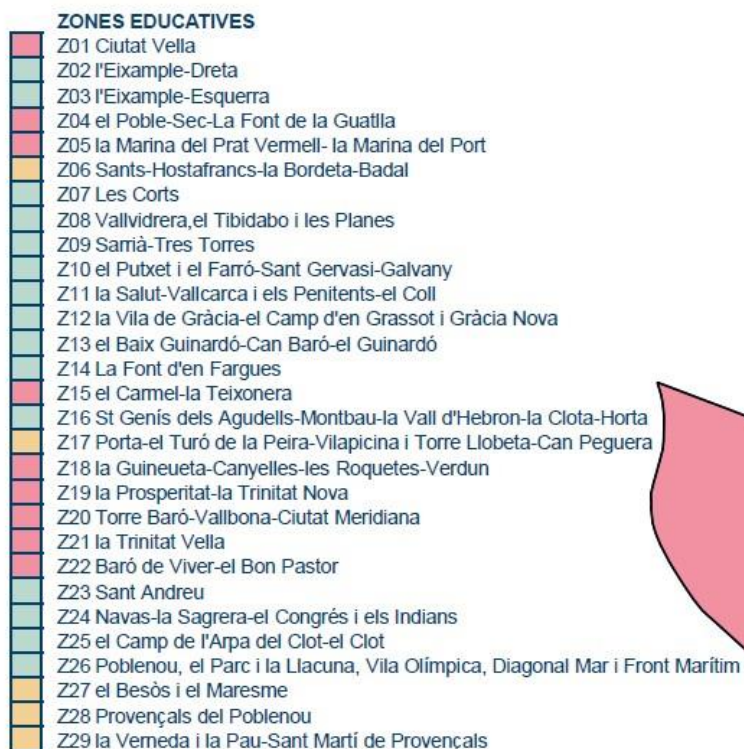 ZONES EDUCATIVES
Z01 Ciutat Vella
Z02 l'Eixample-Dreta
Z03 l'Eixample-Esquerra
Z04 el Poble-Sec-La Font de la Guatlla
Z05 la Marina del Prat Vermell- la Marina del Port
Z06 Sants-Hostafrancs-la Bordeta-Badal
Z07 Les Corts
Z08 Vallvidrera,el Tibidabo i les Planes
Z09 Sarrià-Tres Torres
Z10 el Putxet i el Farró-Sant Gervasi-Galvany
Z11 la Salut-Vallcarca i els Penitents-el Coll
Z12 la Vila de Gràcia-el Camp d'en Grassot i Gràcia Nova
Z13 el Baix Guinardó-Can Baró-el Guinardó
Z14 La Font d'en Fargues
Z15 el Carmel-la Teixonera
Z16 St Genís dels Agudells-Montbau-la Vall d'Hebron-la Clota-Horta
Z17 Porta-el Turó de la Peira-Vilapicina i Torre Llobeta-Can Peguera
Z18 la Guineueta-Canyelles-les Roquetes-Verdun
Z19 la Prosperitat-la Trinitat Nova
Z20 Torre Baró-Vallbona-Ciutat Meridiana
Z21 la Trinitat Vella
Z22 Baró de Viver-el Bon Pastor
Z23 Sant Andreu
Z24 Navas-la Sagrera-el Congrés i els Indians
Z25 el Camp de l'Arpa del Clot-el Clot
Z26 Poblenou, el Parc i la Llacuna, Vila Olímpica, Diagonal Mar i Front Marítim
Z27 el Besòs i el Maresme
Z28 Provençals del Poblenou
Z29 la Verneda i la Pau-Sant Martí de Provençals